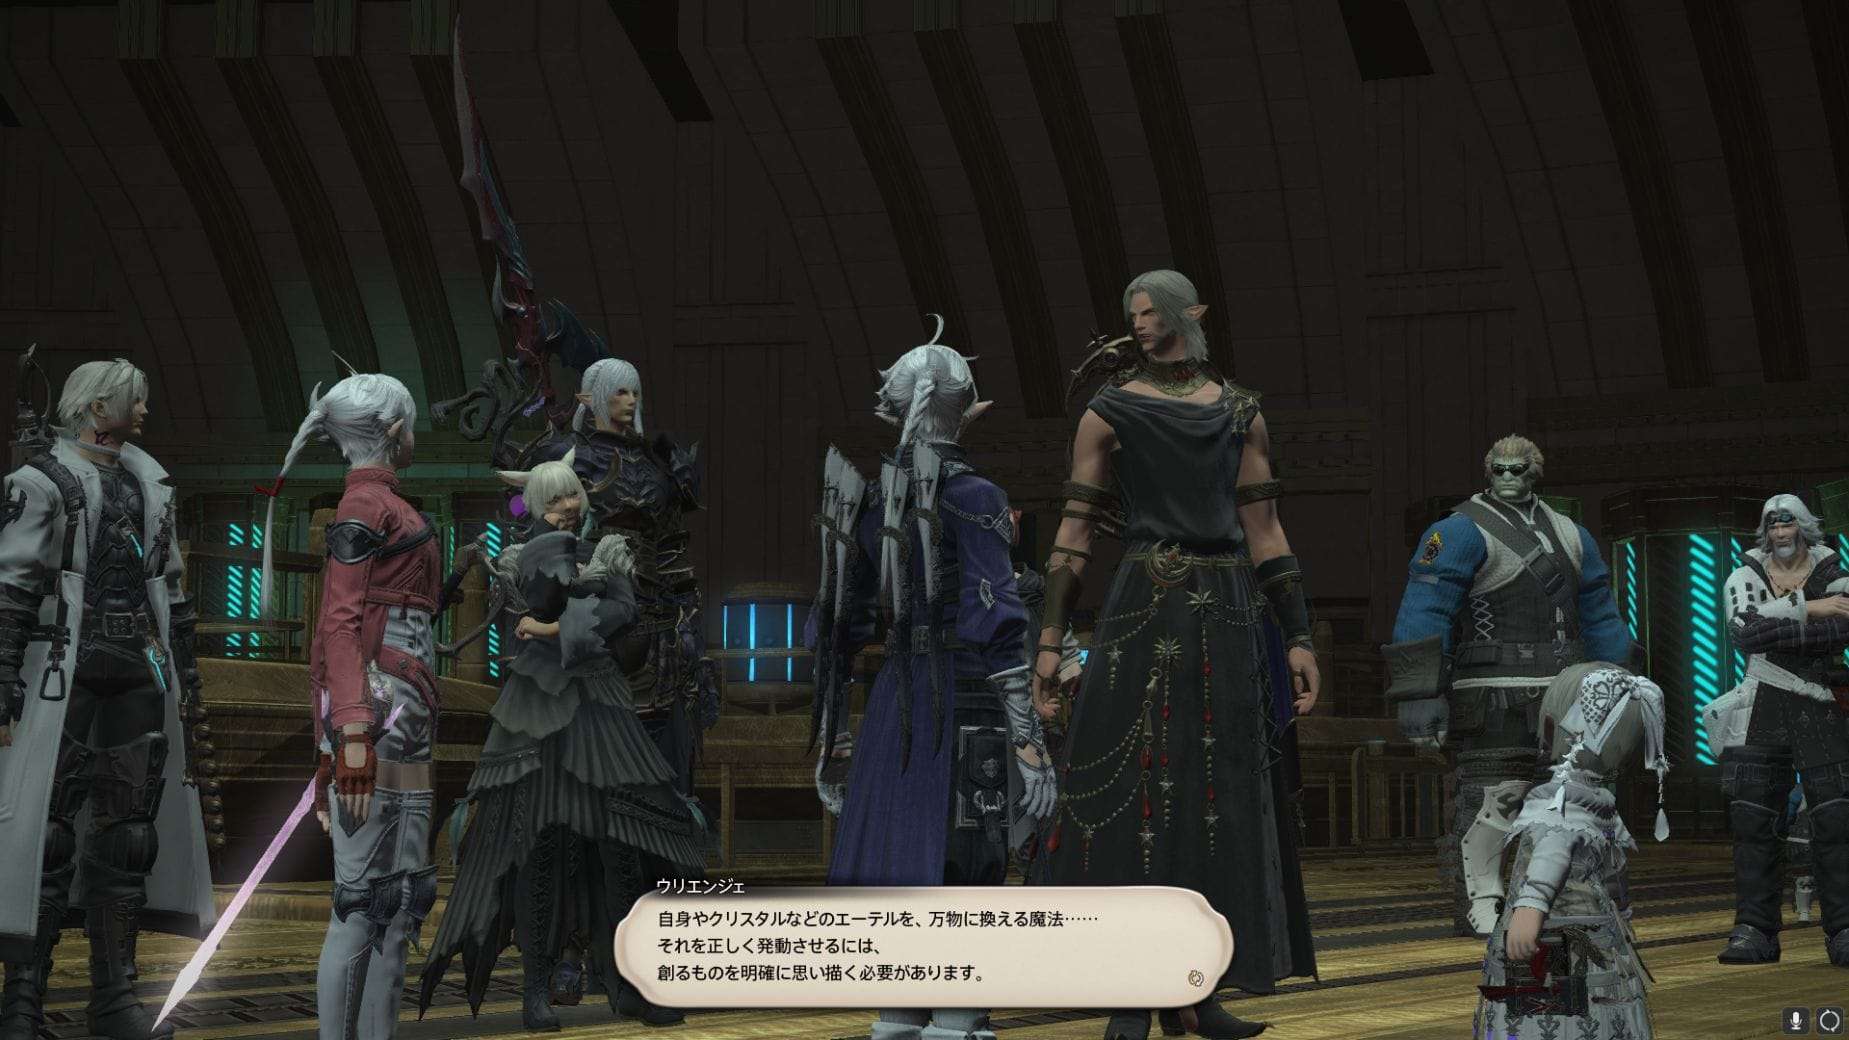 ウリエンジェ
自身やクリスタルなどのエーテルを、万物に換える魔法……
それを正しく発動させるには、
創るものを明確に思い描く必要があります。